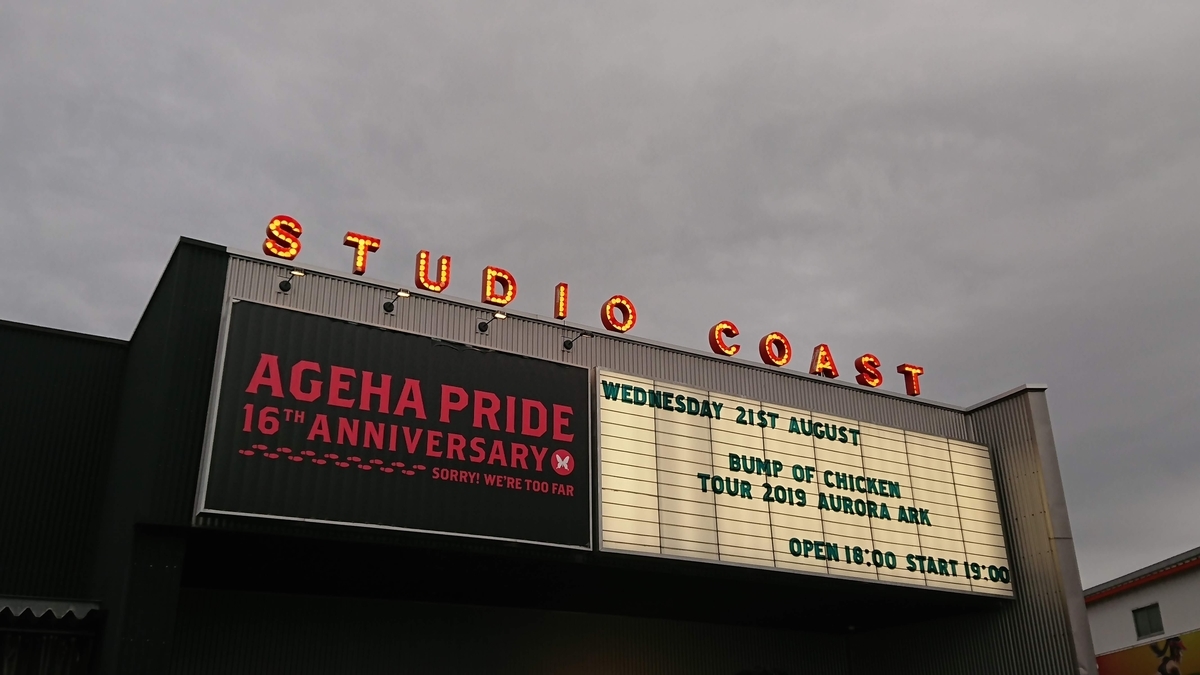 STUDIO COAST
AGEHA PRIDE
16TH ANNIVERSARY
SORRY! WE'RE TOO FAR
WEDNESDAY 21ST AUGUST
BUMP OF CHICKEN
TOUR 2019 AURORA ARK
OPEN 18:00 START 19:00